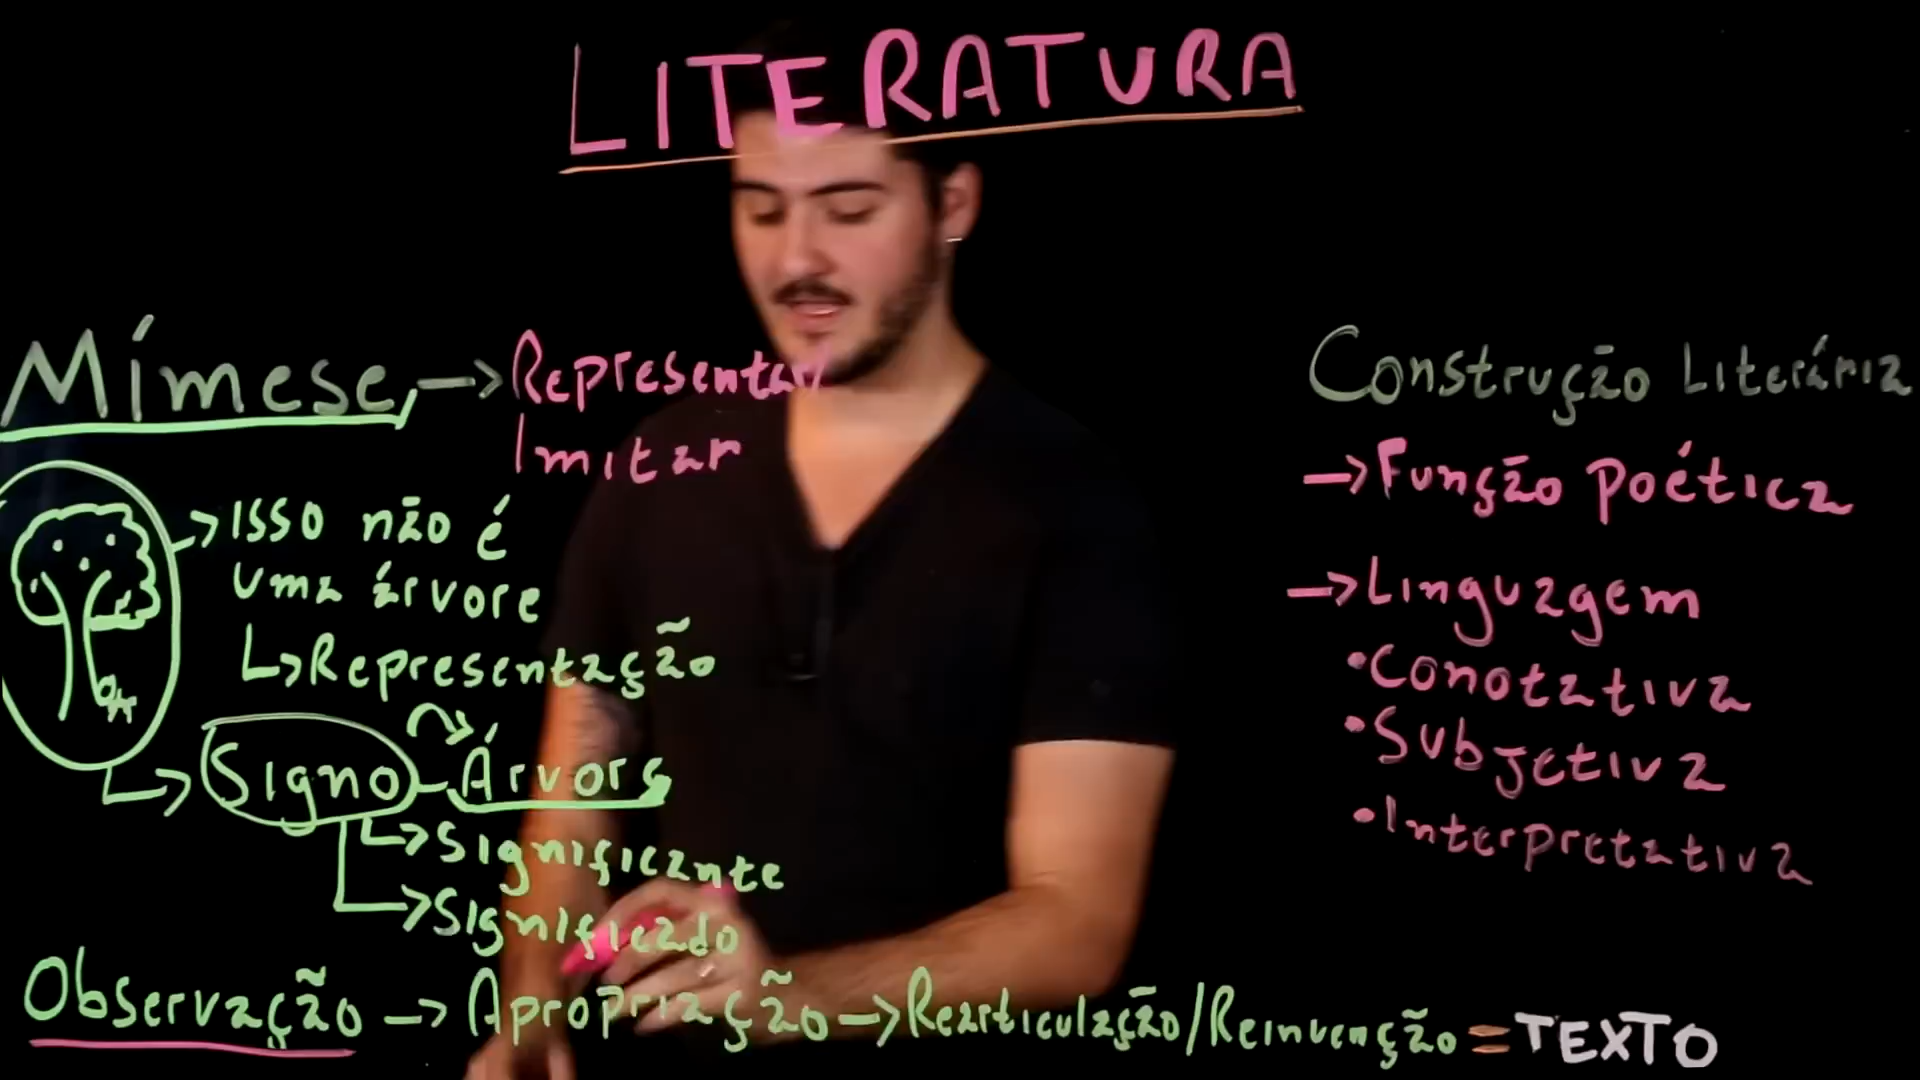 LITERATURA
Mímese, -> Representar
Imitar
-> Isso não é
uma árvore
↳ Representação
-> Signo - Árvore
-> Significante
-> Significado
Observação -> Apropriação -> Rearticulação/Reinvenção = TEXTO
Construção Literária
-> Função poética
-> Linguagem
• Conotativa
• Subjetiva
• Interpretativa